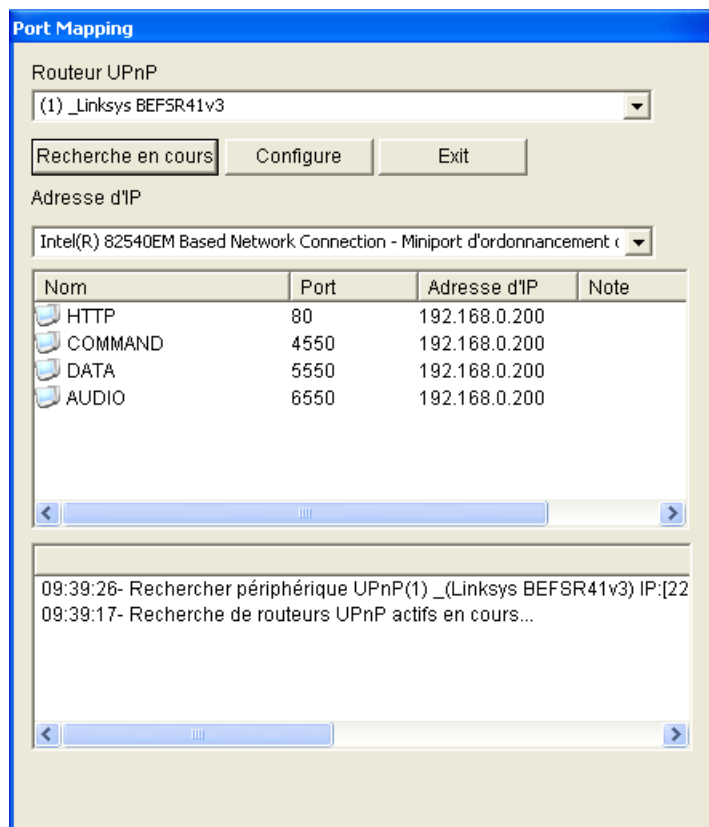 Port Mapping
Routeur UPnP
(1) _Linksys BEFSR41v3
Recherche en cours Configure Exit
Adresse d'IP
Intel(R) 82540EM Based Network Connection - Miniport d'ordonnancement
Nom Port Adresse d'IP Note
HTTP 80 192.168.0.200
COMMAND 4550 192.168.0.200
DATA 5550 192.168.0.200
AUDIO 6550 192.168.0.200
09:39:26- Rechercher périphérique UPnP(1) _(Linksys BEFSR41v3) IP:[22
09:39:17- Recherche de routeurs UPnP actifs en cours...